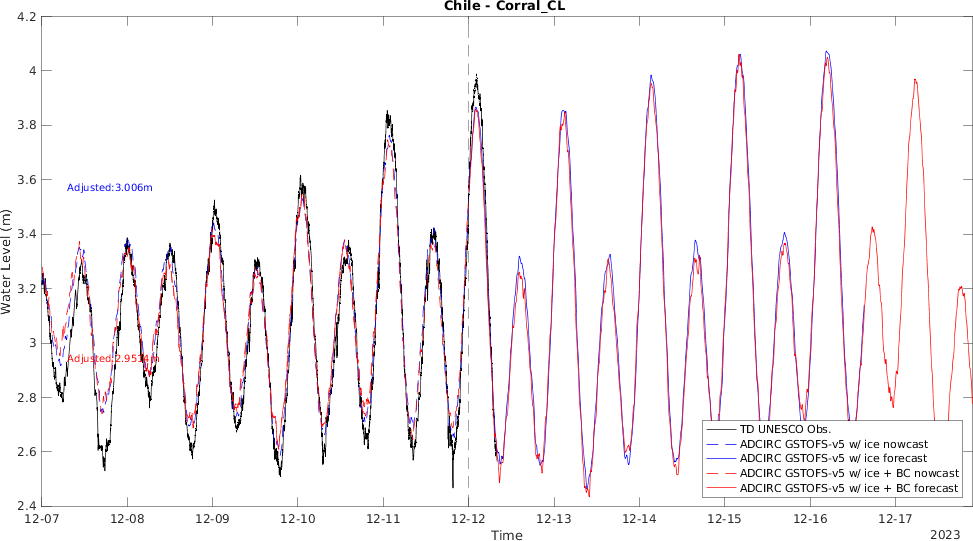 Chile - Corral_CL
4.2
4
3.8
3.6
3.4
3.2
3
2.8
2.6
2.4
Water Level (m)
Adjusted:3.006m
TD UNESCO Obs.
ADCIRC GSTOFS-v5 w/ ice nowcast
ADCIRC GSTOFS-v5 w/ ice forecast
ADCIRC GSTOFS-v5 w/ ice + BC nowcast
ADCIRC GSTOFS-v5 w/ ice + BC forecast
12-07 12-08 12-09 12-10 12-11 12-12 12-13 12-14 12-15 12-16 12-17
Time
2023